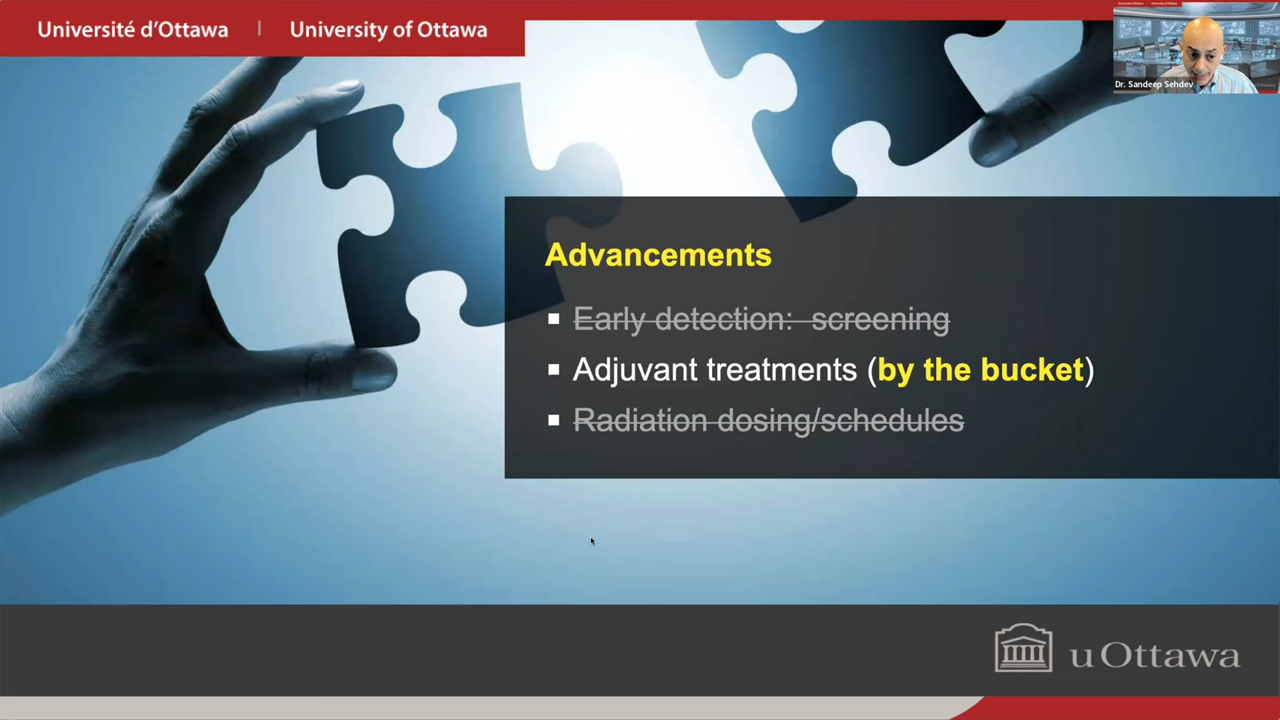 Université d'Ottawa | University of Ottawa
Dr. Sandeep Sehdev
Advancements
Early detection: screening
Adjuvant treatments (by the bucket)
Radiation dosing/schedules
uOttawa